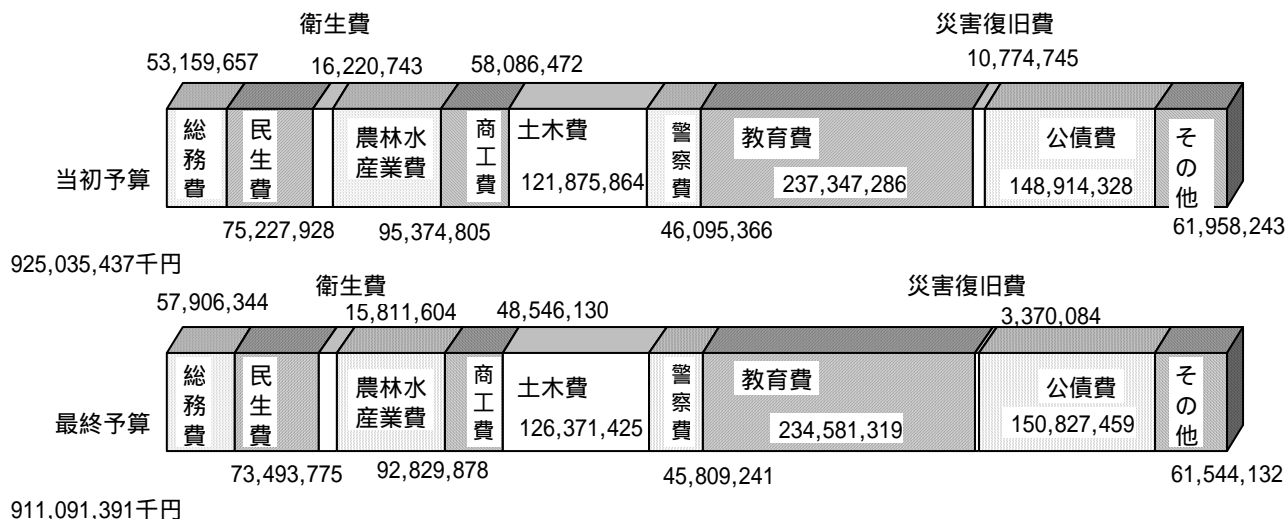 衛生費 災害復旧費
53,159,657 16,220,743 58,086,472 10,774,745
総務費 民生費 農林水産業費 商工費 土木費 警察費 教育費 公債費 その他
当初予算 121,875,864 237,347,286 148,914,328
75,227,928 95,374,805 46,095,366 61,958,243
925,035,437千円
衛生費 災害復旧費
57,906,344 15,811,604 48,546,130 3,370,084
総務費 民生費 農林水産業費 商工費 土木費 警察費 教育費 公債費 その他
最終予算 126,371,425 234,581,319 150,827,459
73,493,775 92,829,878 45,809,241 61,544,132
911,091,391千円